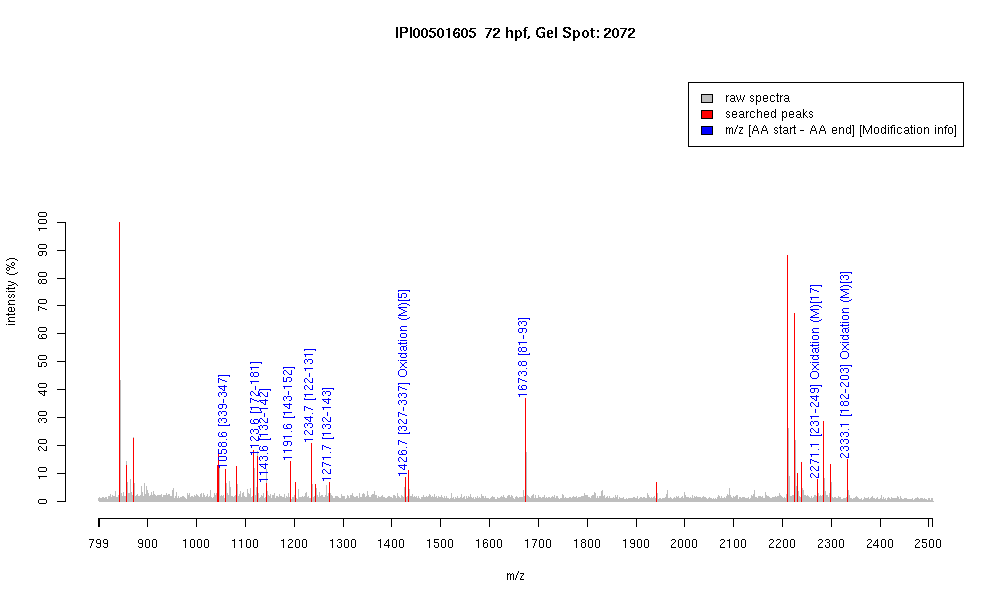 IPI00501605 72 hpf, Gel Spot: 2072
raw spectra
searched peaks
m/z [AA start - AA end] [Modification info]
intensity (%)
100
90
80
70
60
50
40
30
20
10
0
1058.6 [339-347]
1123.6 [172-181]
1143.6 [132-142]
1191.6 [143-152]
1234.7 [122-131]
1271.7 [132-143]
1426.7 [327-337] Oxidation (M)[5]
1673.8 [81-93]
2271.1 [231-249] Oxidation (M)[17]
2333.1 [182-203] Oxidation (M)[3]
799 900 1000 1100 1200 1300 1400 1500 1600 1700 1800 1900 2000 2100 2200 2300 2400 2500
m/z